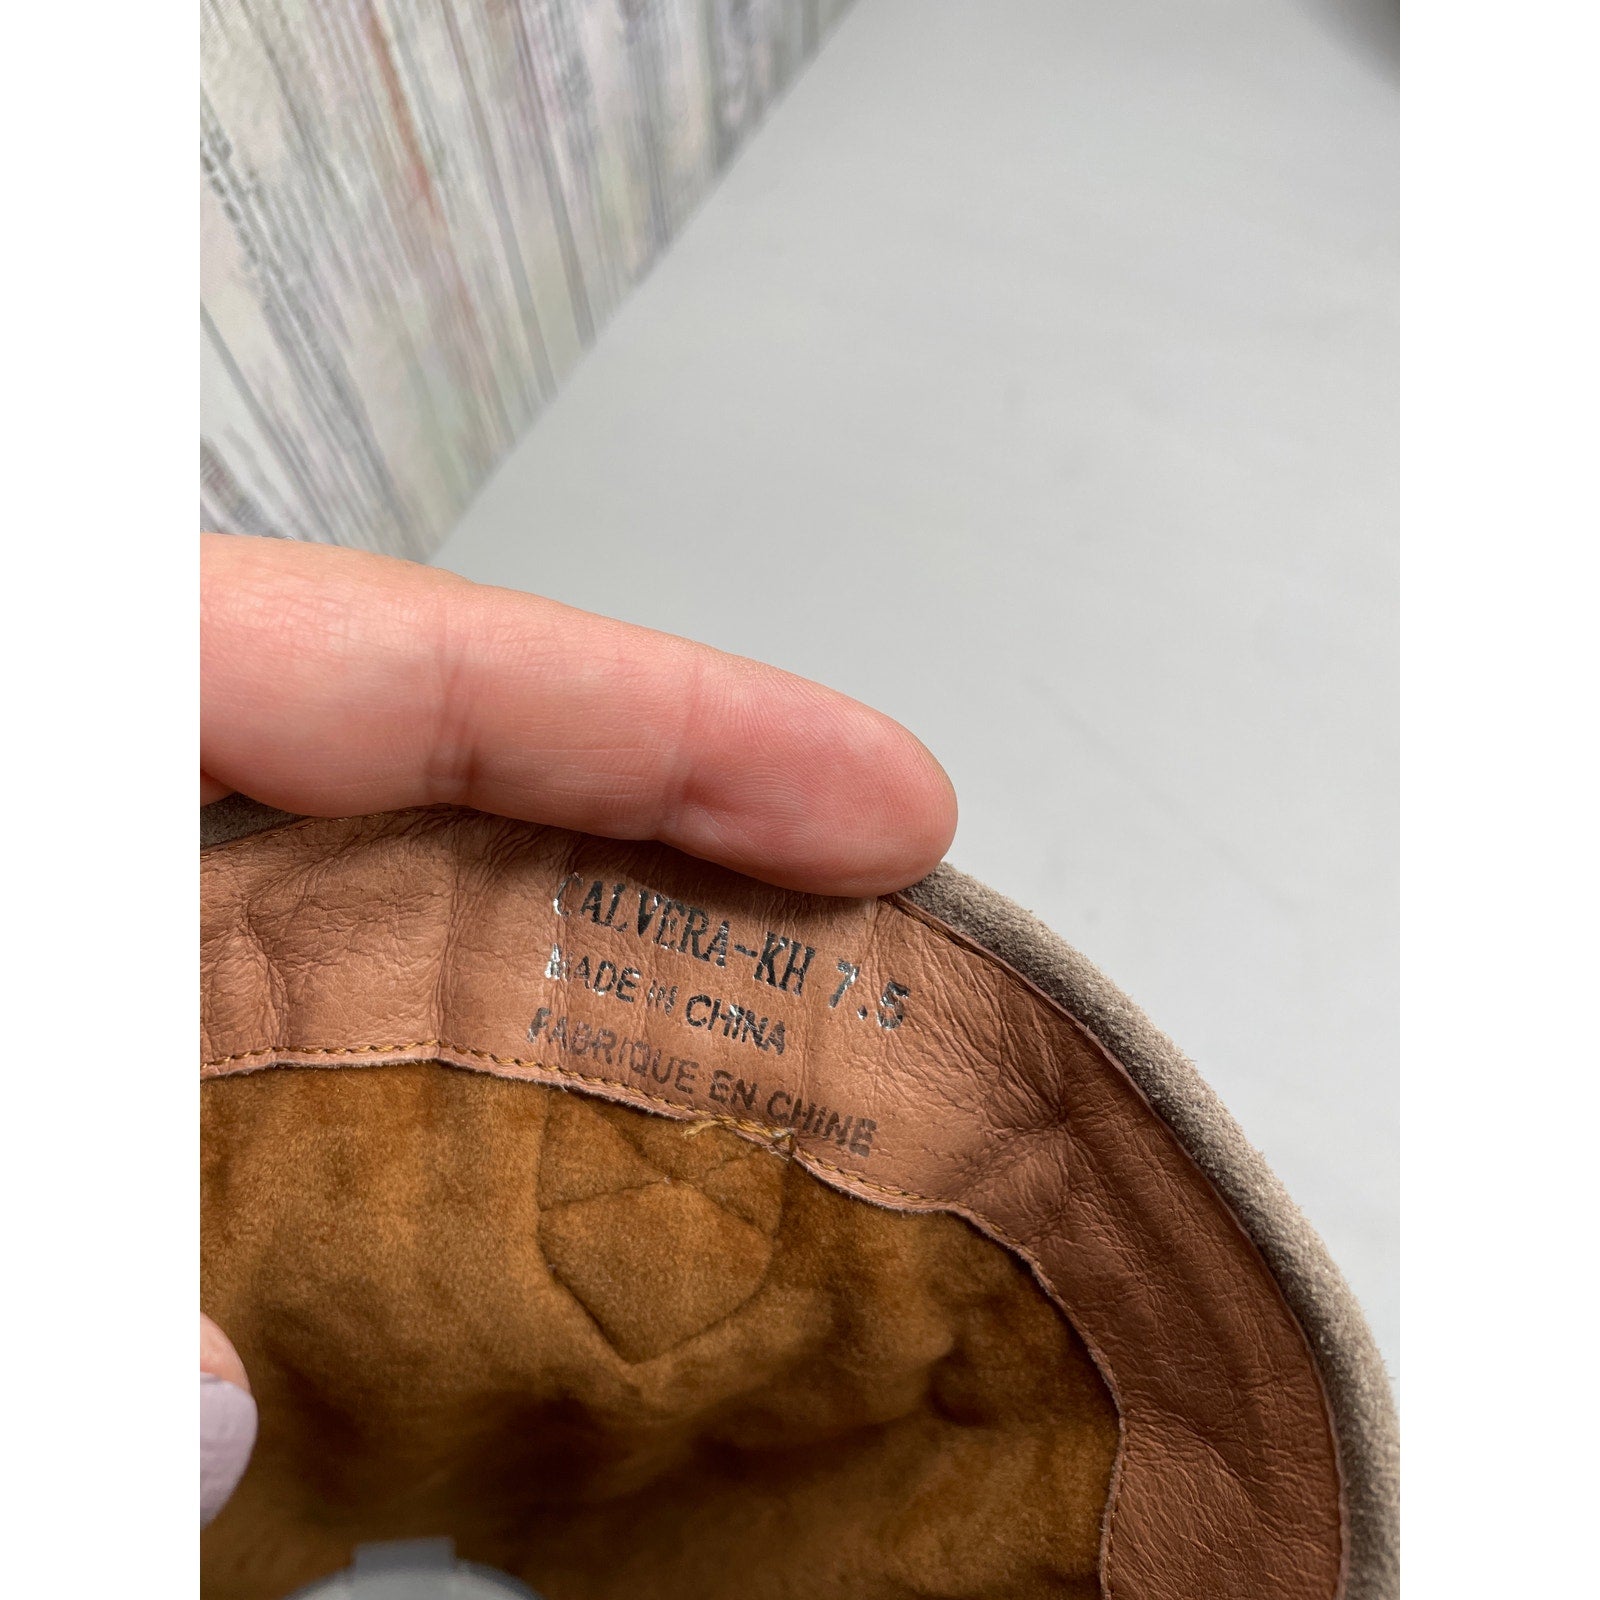 CALVERA-KH 7.5
MADE IN CHINA
FABRIQUE EN CHINE